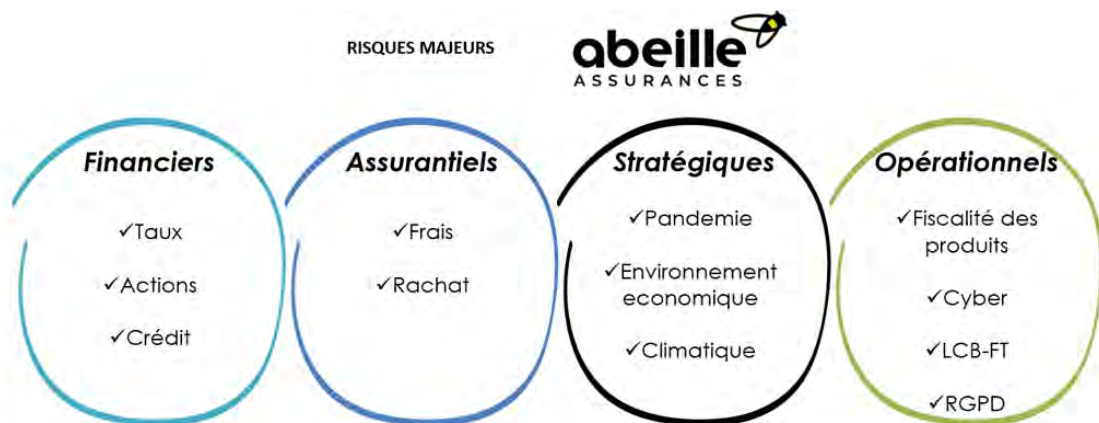 RISQUES MAJEURS
abeille
ASSURANCES
Financiers
✓Taux
✓Actions
✓Crédit
Assurantiels
✓Frais
✓Rachat
Stratégiques
✓Pandemie
✓Environnement
economique
✓Climatique
Opérationnels
✓Fiscalité des
produits
✓Cyber
✓LCB-FT
✓RGPD